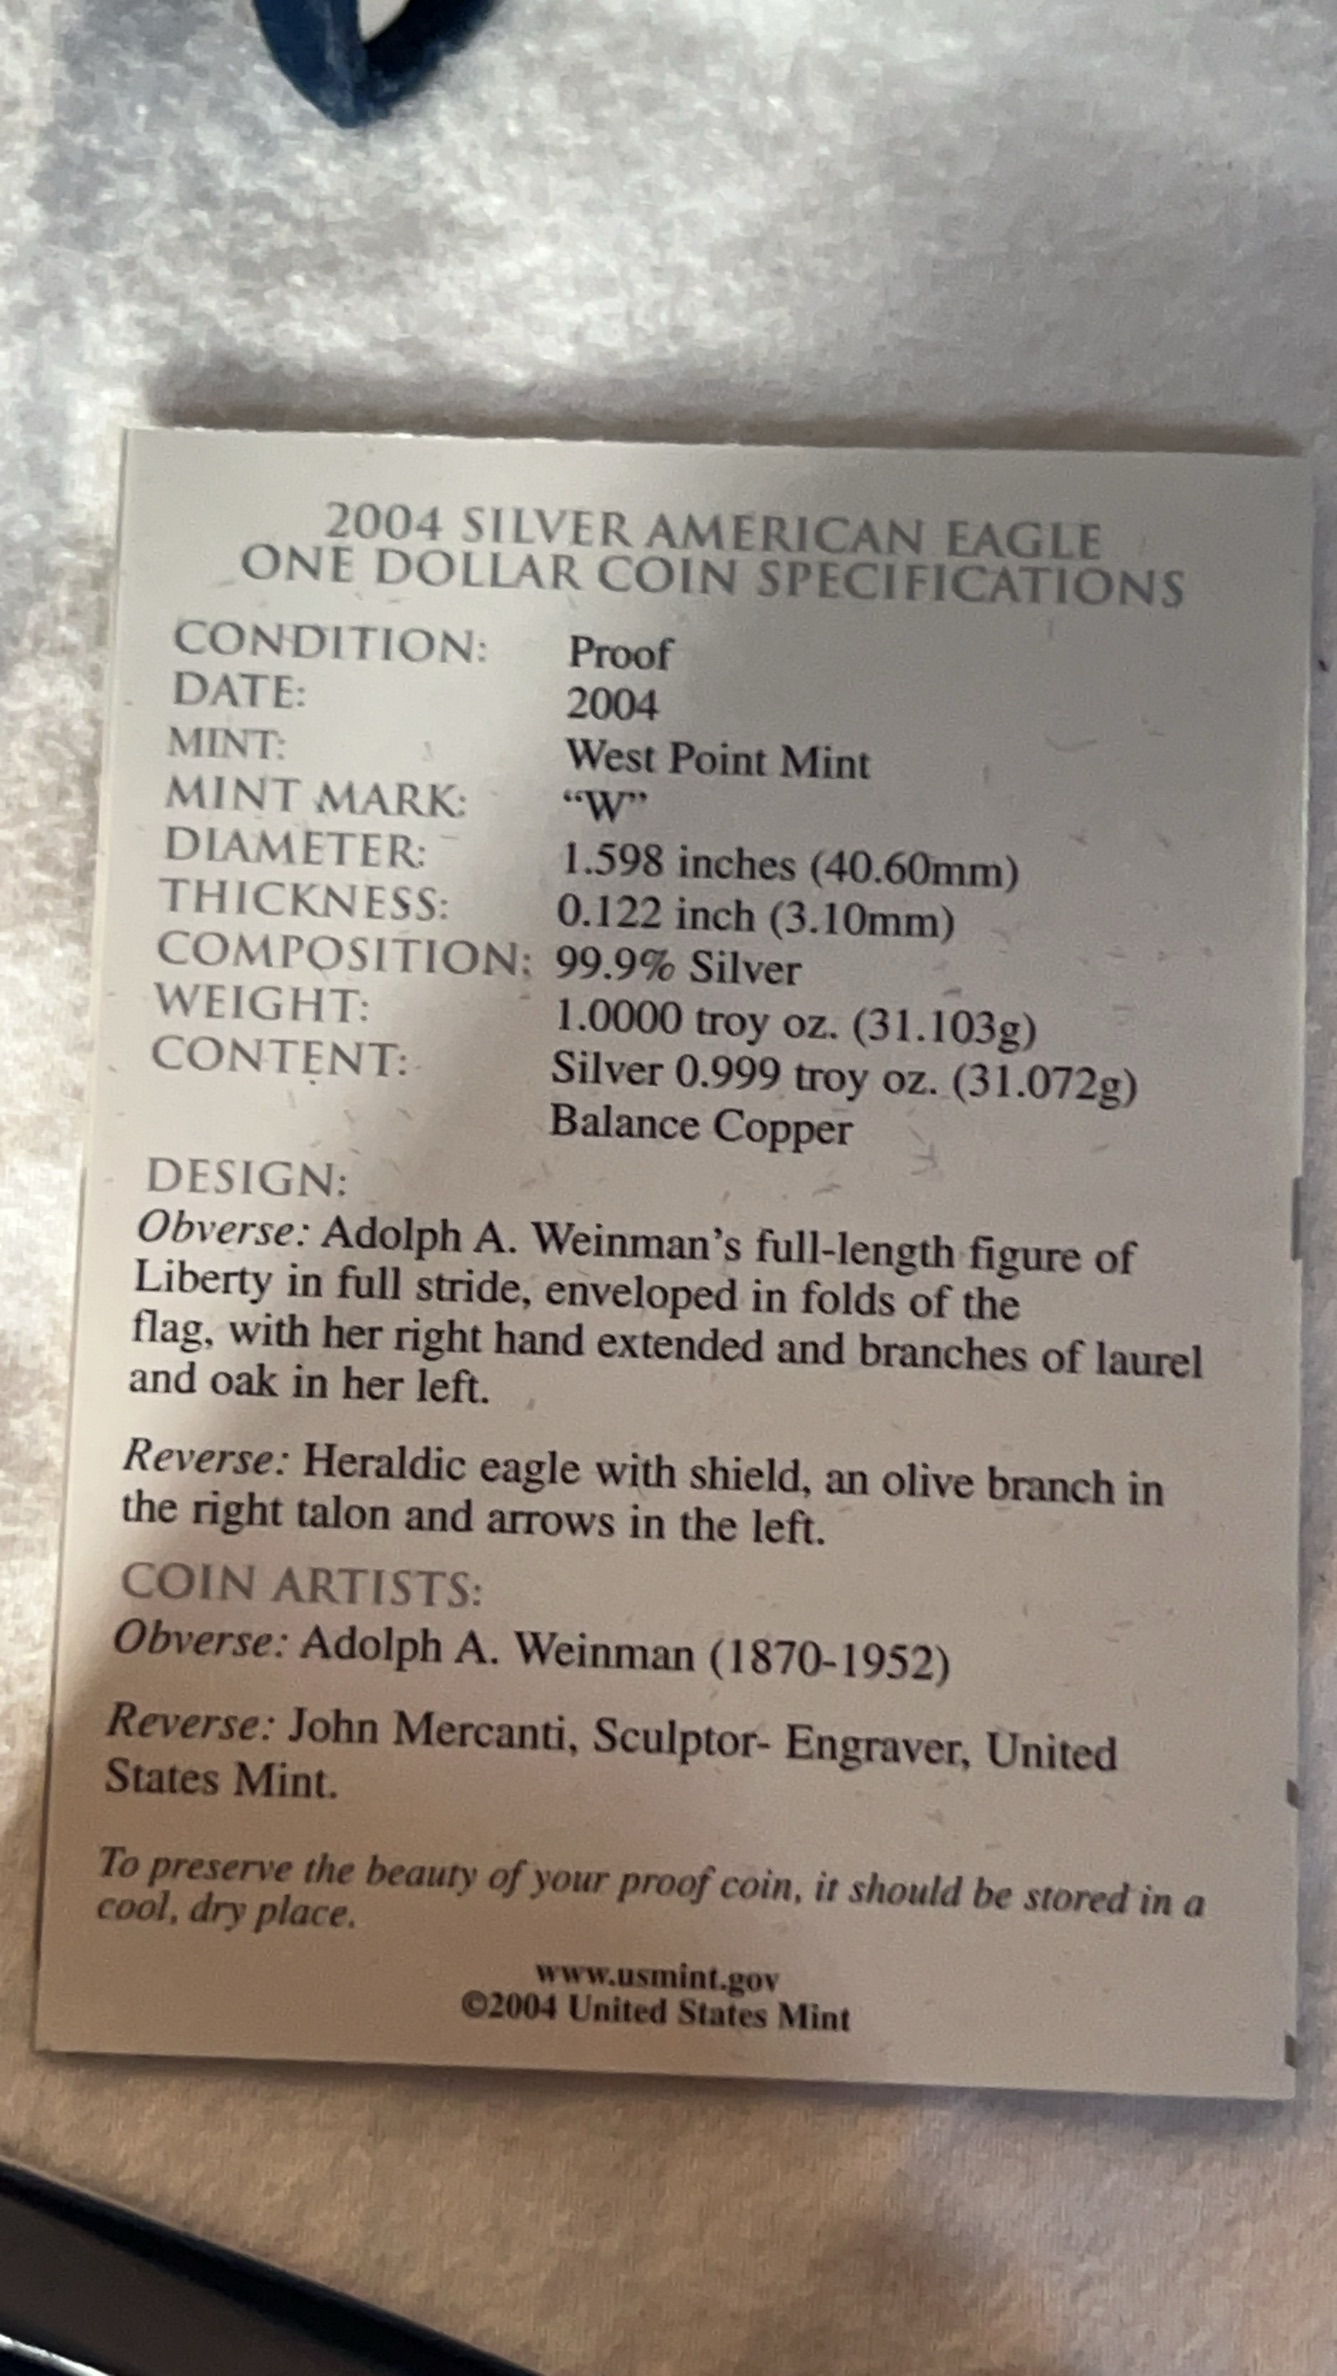 2004 SILVER AMERICAN EAGLE
ONE DOLLAR COIN SPECIFICATIONS
CONDITION: Proof
DATE: 2004
MINT: West Point Mint
MINT MARK: “W”
DIAMETER: 1.598 inches (40.60mm)
THICKNESS: 0.122 inch (3.10mm)
COMPOSITION: 99.9% Silver
WEIGHT: 1.0000 troy oz. (31.103g)
CONTENT: Silver 0.999 troy oz. (31.072g)
Balance Copper
DESIGN:
Obverse: Adolph A. Weinman’s full-length figure of
Liberty in full stride, enveloped in folds of the
flag, with her right hand extended and branches of laurel
and oak in her left.
Reverse: Heraldic eagle with shield, an olive branch in
the right talon and arrows in the left.
COIN ARTISTS:
Obverse: Adolph A. Weinman (1870-1952)
Reverse: John Mercanti, Sculptor- Engraver, United
States Mint.
To preserve the beauty of your proof coin, it should be stored in a
cool, dry place.
www.usmint.gov
©2004 United States Mint